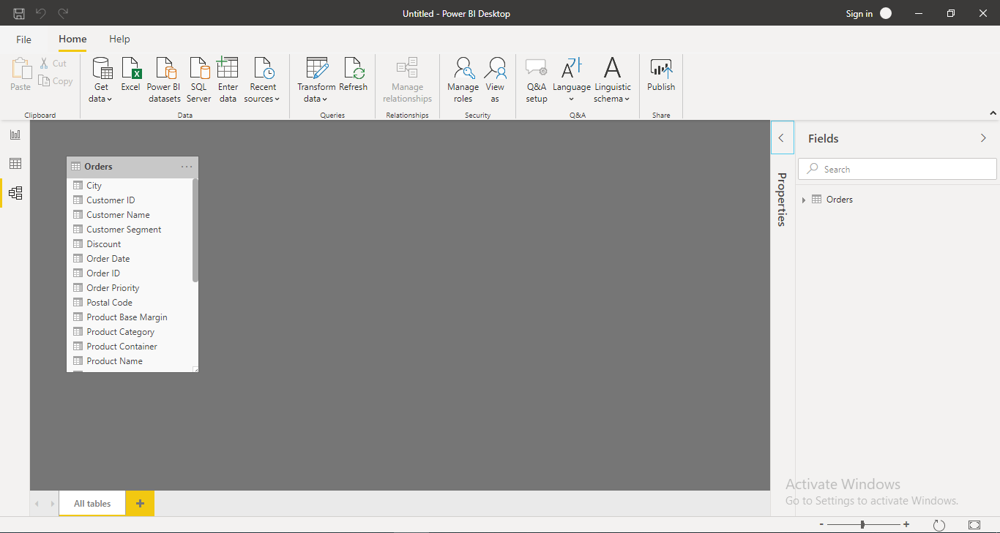 Untitled - Power BI Desktop
Sign in
File
Home
Help
Paste
Cut
Copy
Clipboard
Get data
Excel
Power BI datasets
SQL Server
Enter data
Recent sources
Data
Transform data
Refresh
Queries
Manage relationships
Relationships
Manage roles
View as
Security
Q&A setup
Language
Linguistic schema
Q&A
Publish
Share
Orders
City
Customer ID
Customer Name
Customer Segment
Discount
Order Date
Order ID
Order Priority
Postal Code
Product Base Margin
Product Category
Product Container
Product Name
Properties
Fields
Search
Orders
Activate Windows
Go to Settings to activate Windows.
All tables